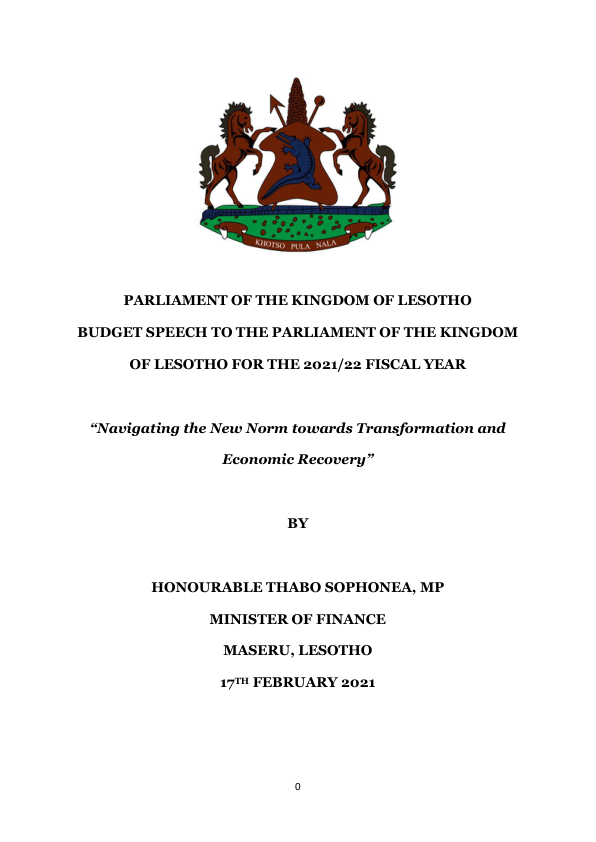 KHOTSO PULA NALA
PARLIAMENT OF THE KINGDOM OF LESOTHO
BUDGET SPEECH TO THE PARLIAMENT OF THE KINGDOM
OF LESOTHO FOR THE 2021/22 FISCAL YEAR
“Navigating the New Norm towards Transformation and
Economic Recovery”
BY
HONOURABLE THABO SOPHONEA, MP
MINISTER OF FINANCE
MASERU, LESOTHO
17TH FEBRUARY 2021
0